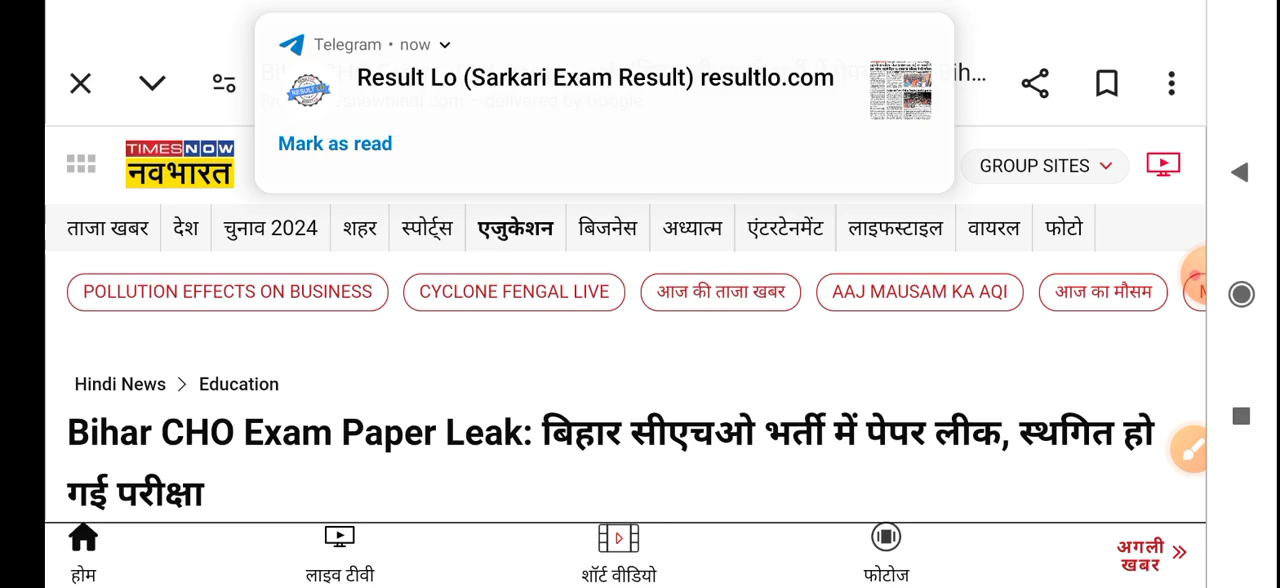 Telegram • now
Result Lo (Sarkari Exam Result) resultlo.com
Mark as read
TIMES NOW
नवभारत
GROUP SITES
ताजा खबर देश चुनाव 2024 शहर स्पोर्ट्स एजुकेशन बिजनेस अध्यात्म एंटरटेनमेंट लाइफस्टाइल वायरल फोटो
POLLUTION EFFECTS ON BUSINESS CYCLONE FENGAL LIVE आज की ताजा खबर AAJ MAUSAM KA AQI आज का मौसम
Hindi News > Education
Bihar CHO Exam Paper Leak: बिहार सीएचओ भर्ती में पेपर लीक, स्थगित हो
गई परीक्षा
होम लाइव टीवी शॉर्ट वीडियो फोटोज अगली
खबर